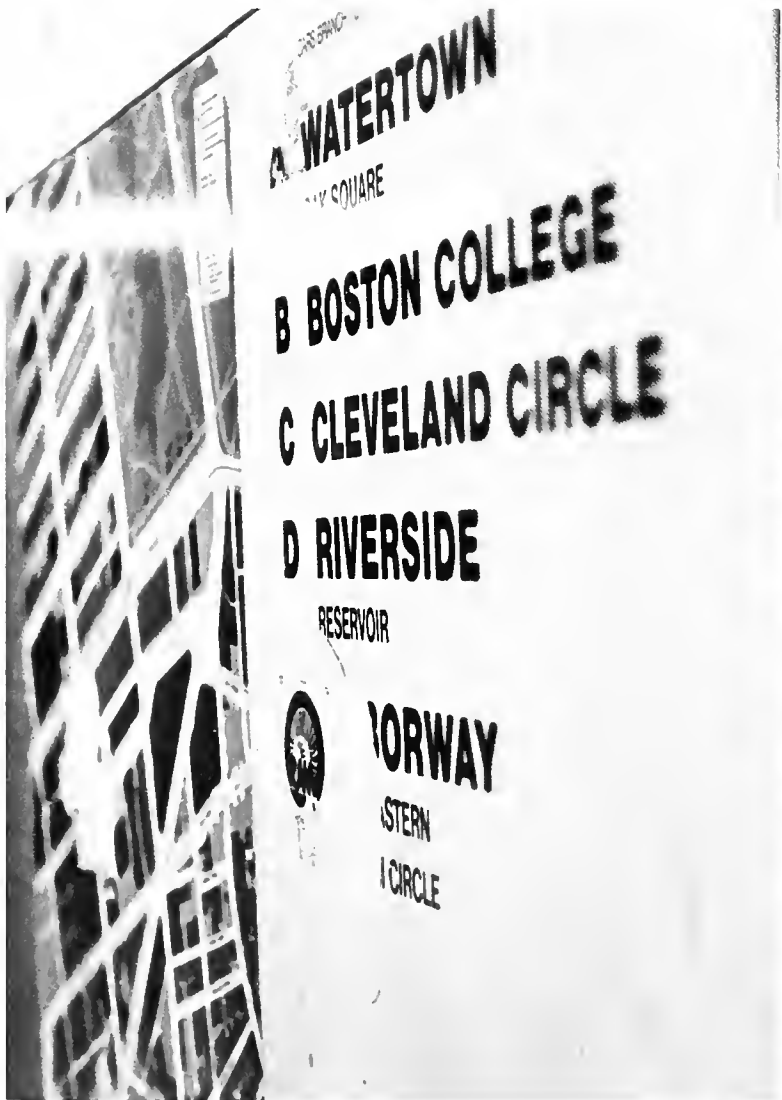 A WATERTOWN
SQUARE
B BOSTON COLLEGE
C CLEVELAND CIRCLE
D RIVERSIDE
RESERVOIR
ORWAY
STERN
CIRCLE